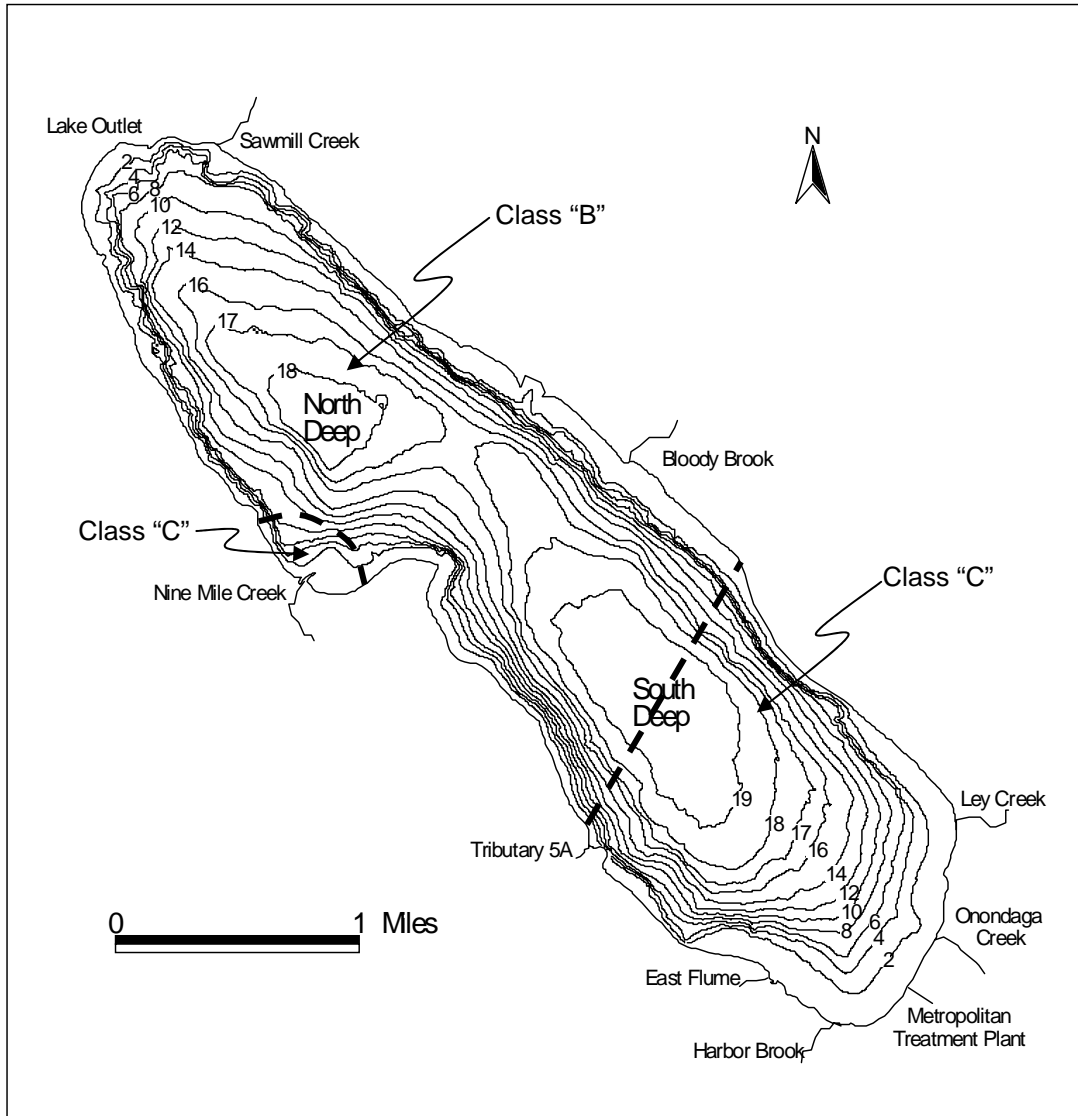 Lake Outlet
Sawmill Creek
N
2
4
6
8
10
12
14
16
17
18
Class “B”
North
Deep
Bloody Brook
Class “C”
Nine Mile Creek
Class “C”
South
Deep
19
18
17
16
14
12
10
8
6
4
2
Ley Creek
Tributary 5A
Onondaga
Creek
0 1 Miles
East Flume
Metropolitan
Treatment Plant
Harbor Brook